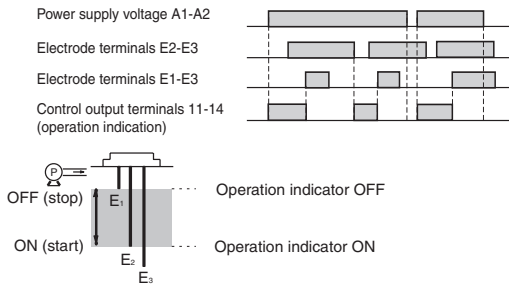 Power supply voltage A1-A2
Electrode terminals E2-E3
Electrode terminals E1-E3
Control output terminals 11-14
(operation indication)
P
OFF (stop)
E1
Operation indicator OFF
ON (start)
E2
Operation indicator ON
E3